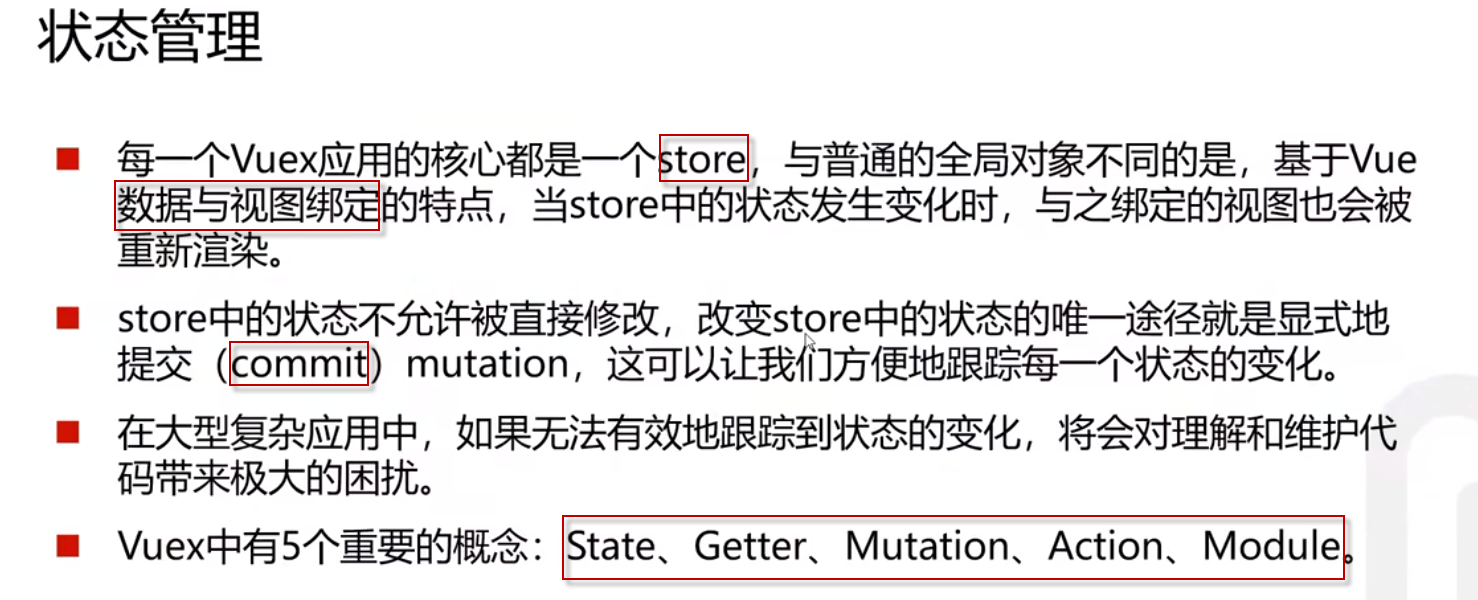 状态管理
每一个Vuex应用的核心都是一个store，与普通的全局对象不同的是，基于Vue
数据与视图绑定的特点，当store中的状态发生变化时，与之绑定的视图也会被
重新渲染。
store中的状态不允许被直接修改，改变store中的状态的唯一途径就是显式地
提交（commit）mutation，这可以让我们方便地跟踪每一个状态的变化。
在大型复杂应用中，如果无法有效地跟踪到状态的变化，将会对理解和维护代
码带来极大的困扰。
Vuex中有5个重要的概念：State、Getter、Mutation、Action、Module。